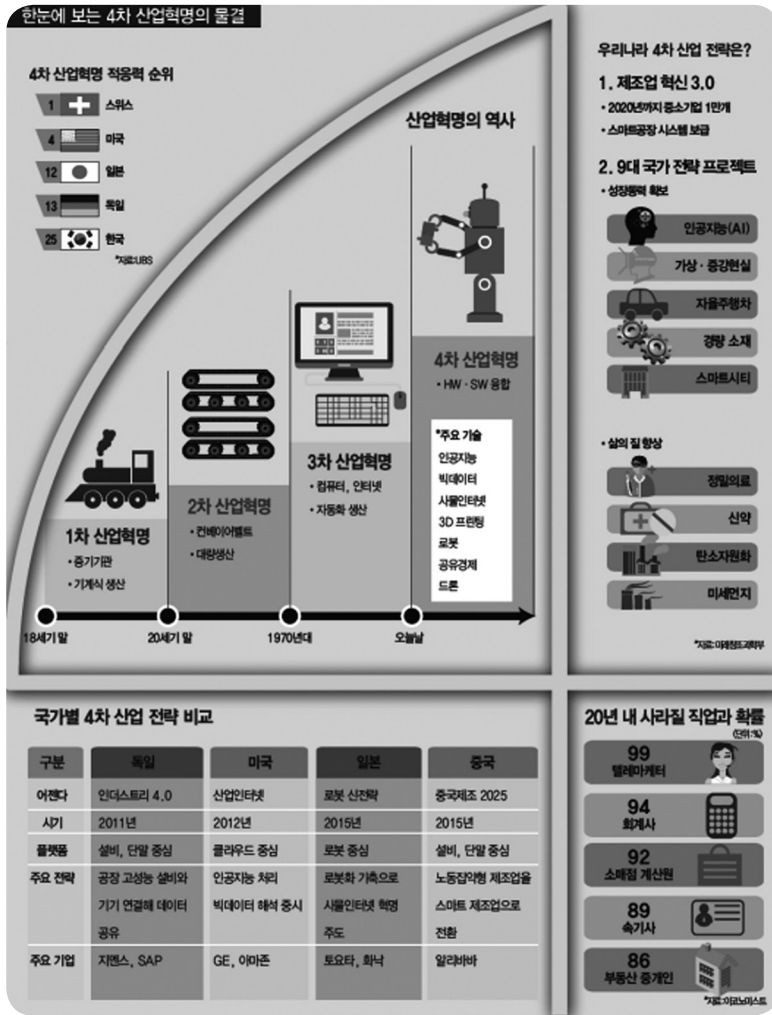 한눈에 보는 4차 산업혁명의 물결
4차 산업혁명 적응력 순위
1 스위스
4 미국
12 일본
13 독일
25 한국
*자료:UBS
산업혁명의 역사
1차 산업혁명
• 증기기관
• 기계식 생산
2차 산업혁명
• 컨베이어벨트
• 대량생산
3차 산업혁명
• 컴퓨터, 인터넷
• 자동화 생산
4차 산업혁명
• HW · SW 융합
*주요 기술
인공지능
빅데이터
사물인터넷
3D 프린팅
로봇
공유경제
드론
18세기 말
20세기 말
1970년대
오늘날
우리나라 4차 산업 전략은?
1. 제조업 혁신 3.0
• 2020년까지 중소기업 1만개
• 스마트공장 시스템 보급
2. 9대 국가 전략 프로젝트
• 성장동력 확보
인공지능(AI)
가상 · 증강현실
자율주행차
경량 소재
스마트시티
• 삶의 질 향상
정밀의료
신약
탄소자원화
미세먼지
*자료:미래창조과학부
국가별 4차 산업 전략 비교
구분 독일 미국 일본 중국
어젠다 인더스트리 4.0 산업인터넷 로봇 신전략 중국제조 2025
시기 2011년 2012년 2015년 2015년
플랫폼 설비, 단말 중심 클라우드 중심 로봇 중심 설비, 단말 중심
주요 전략 공장 고성능 설비와 인공지능 처리 로봇화 기축으로 노동집약형 제조업을
기기 연결해 데이터 빅데이터 해석 중시 사물인터넷 혁명 스마트 제조업으로
공유 주도 전환
주요 기업 지멘스, SAP GE, 아마존 토요타, 화낙 알리바바
20년 내 사라질 직업과 확률
(단위:%)
99
텔레마케터
94
회계사
92
소매점 계산원
89
속기사
86
부동산 중개인
*자료:이코노미스트